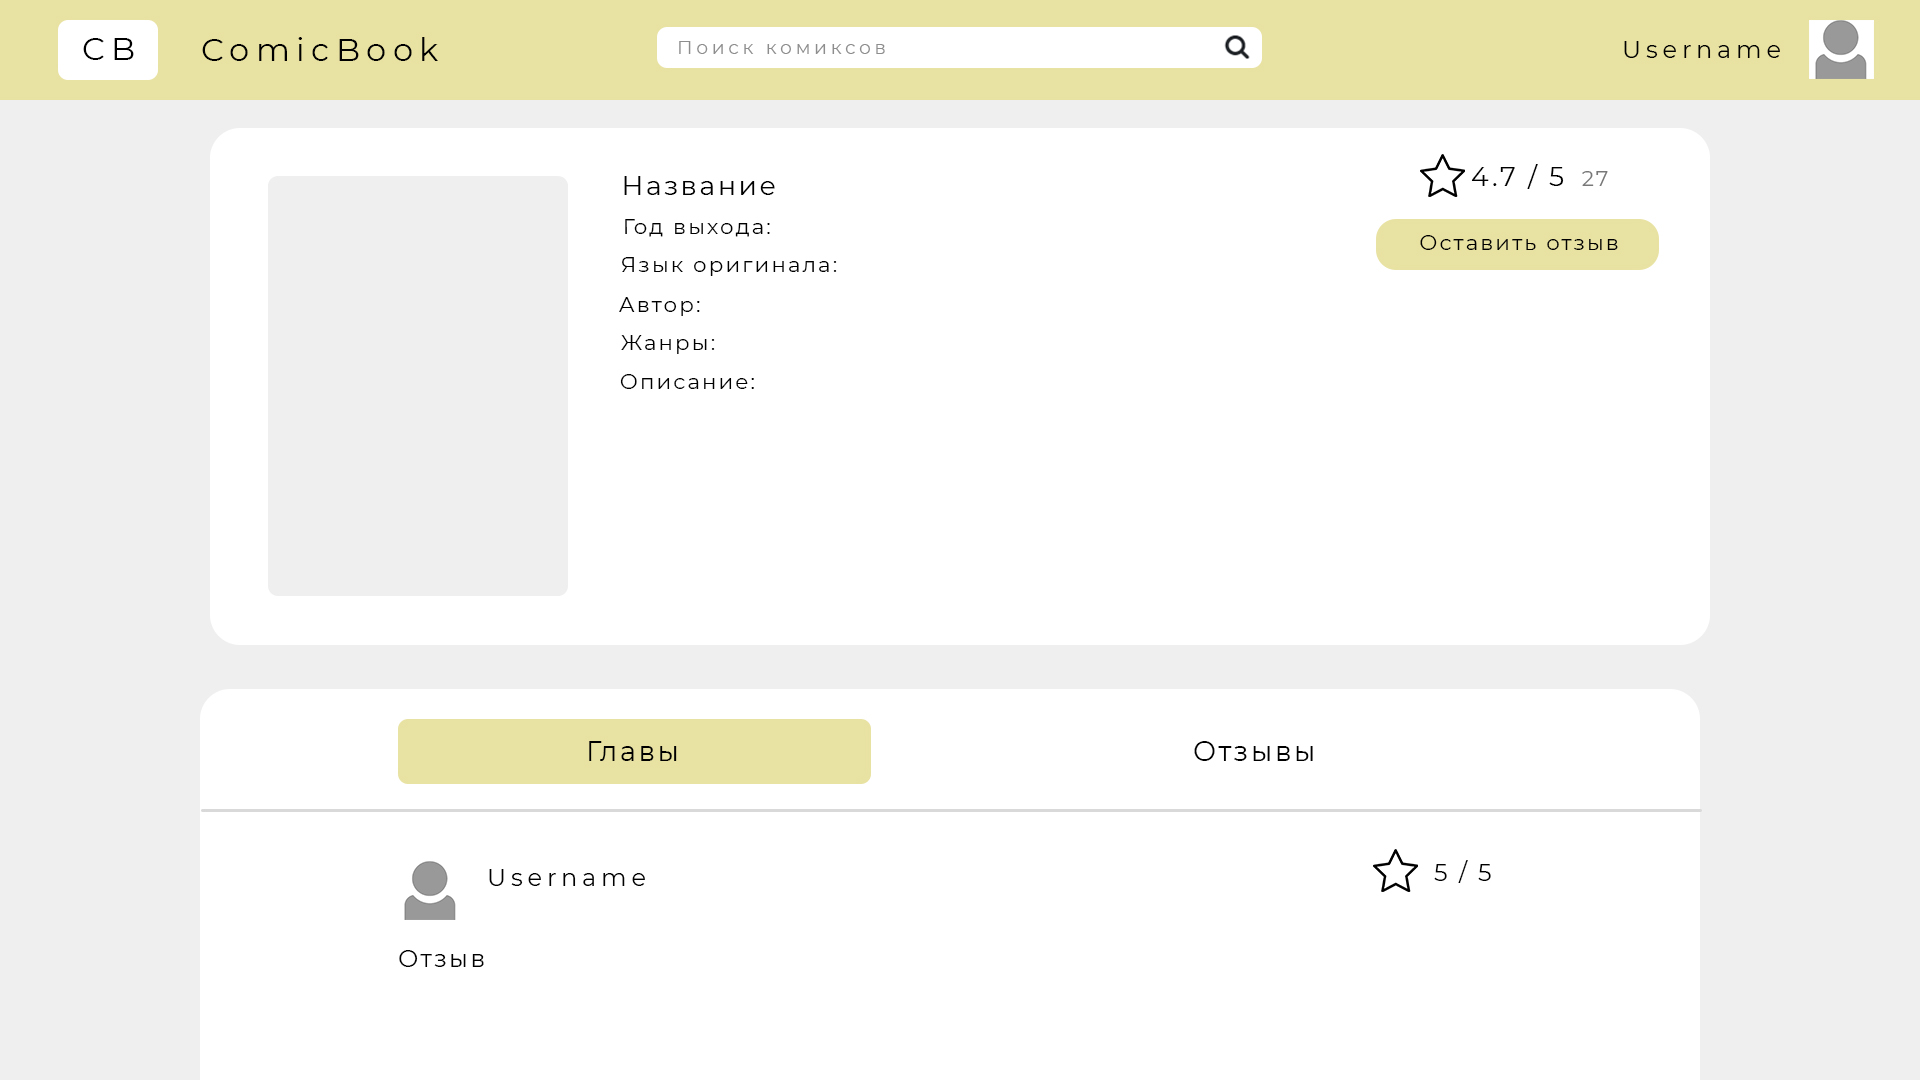 CB ComicBook Поиск комиксов Username
Название
4.7 / 5 27
Год выхода:
Оставить отзыв
Язык оригинала:
Автор:
Жанры:
Описание:
Главы Отзывы
Username 5 / 5
Отзыв